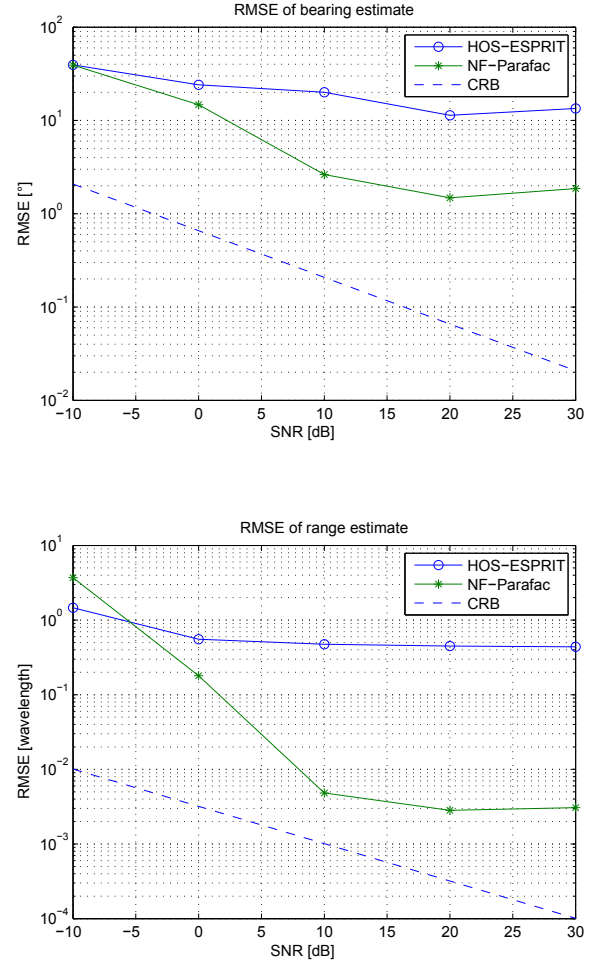 RMSE of bearing estimate
10^2
10^1
10^0
10^−1
10^−2
RMSE [°]
HOS−ESPRIT
NF−Parafac
CRB
−10 −5 0 5 10 15 20 25 30
SNR [dB]
RMSE of range estimate
10^1
10^0
10^−1
10^−2
10^−3
10^−4
RMSE [wavelength]
HOS−ESPRIT
NF−Parafac
CRB
−10 −5 0 5 10 15 20 25 30
SNR [dB]